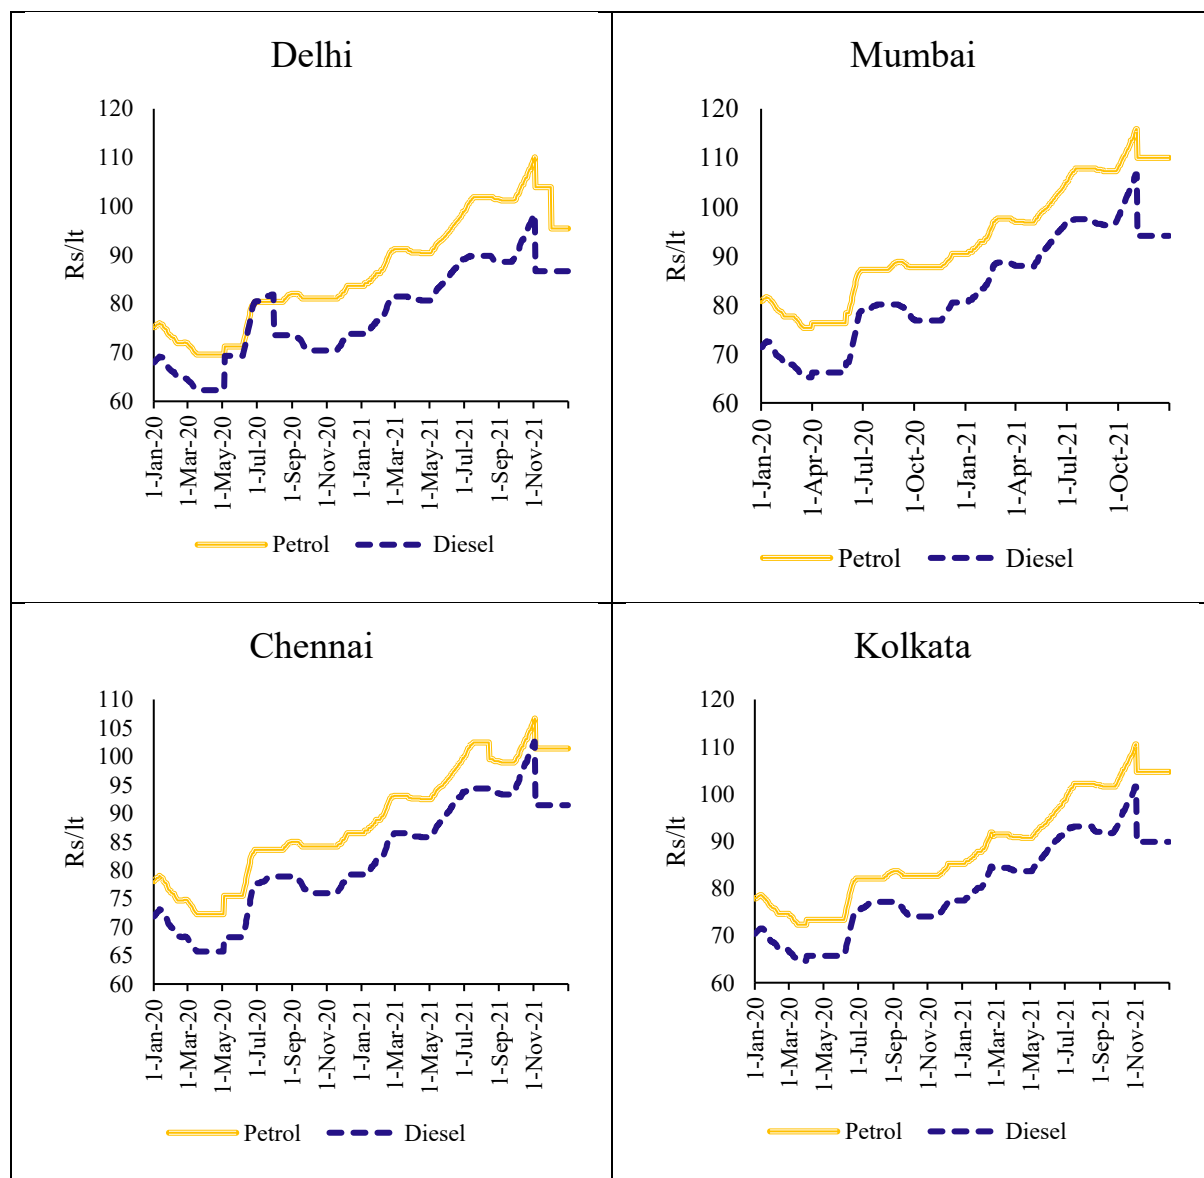 Delhi
Rs/lt
120
110
100
90
80
70
60
1-Jan-20
1-Mar-20
1-May-20
1-Jul-20
1-Sep-20
1-Nov-20
1-Jan-21
1-Mar-21
1-May-21
1-Jul-21
1-Sep-21
1-Nov-21
Petrol Diesel
Mumbai
Rs/lt
120
110
100
90
80
70
60
1-Jan-20
1-Apr-20
1-Jul-20
1-Oct-20
1-Jan-21
1-Apr-21
1-Jul-21
1-Oct-21
Petrol Diesel
Chennai
Rs/lt
110
105
100
95
90
85
80
75
70
65
60
1-Jan-20
1-Mar-20
1-May-20
1-Jul-20
1-Sep-20
1-Nov-20
1-Jan-21
1-Mar-21
1-May-21
1-Jul-21
1-Sep-21
1-Nov-21
Petrol Diesel
Kolkata
Rs/lt
120
110
100
90
80
70
60
1-Jan-20
1-Mar-20
1-May-20
1-Jul-20
1-Sep-20
1-Nov-20
1-Jan-21
1-Mar-21
1-May-21
1-Jul-21
1-Sep-21
1-Nov-21
Petrol Diesel